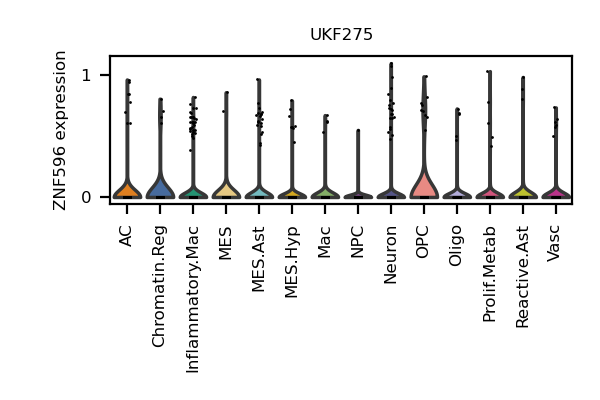 UKF275
ZNF596 expression
1
0
AC
Chromatin.Reg
Inflammatory.Mac
MES
MES.Ast
MES.Hyp
Mac
NPC
Neuron
OPC
Oligo
Prolif.Metab
Reactive.Ast
Vasc